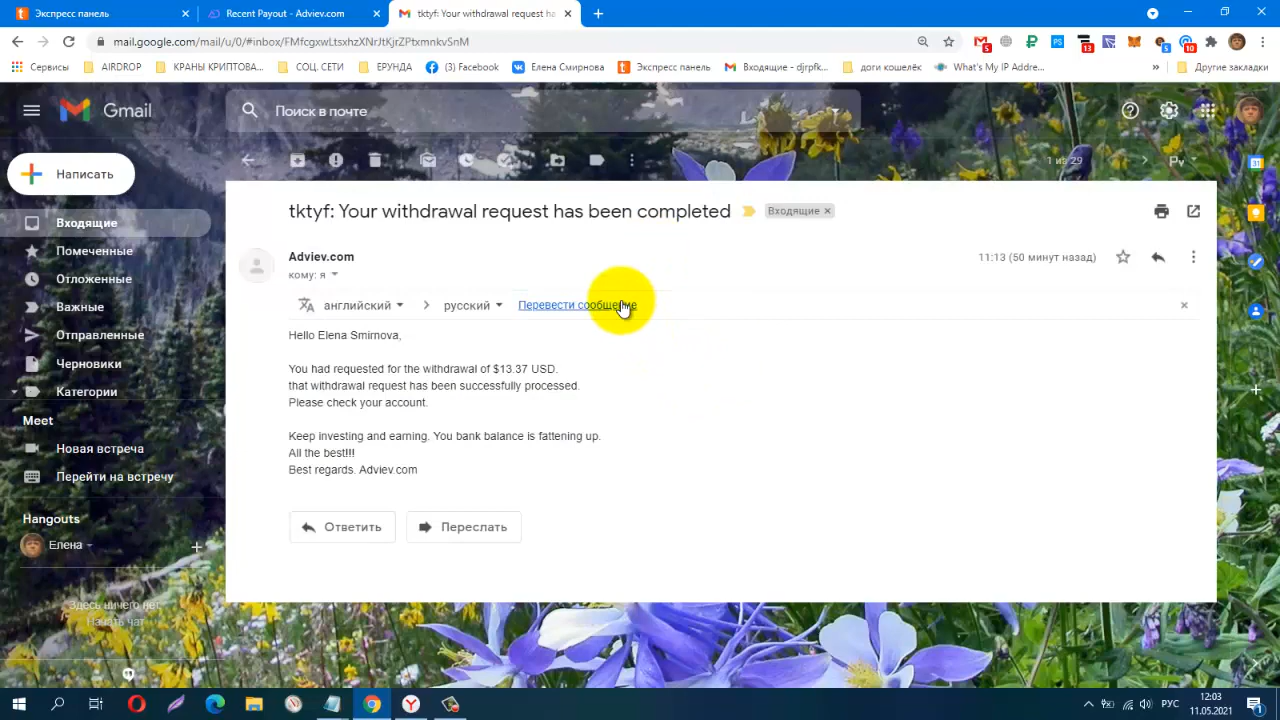 Экспресс панель
Recent Payout - Adviev.com
tktyf: Your withdrawal request ha
mail.google.com/mail/u/0/#inbox/FMfcgxwLtsxhzXNrJtKjrZPtxmnkvSnM
5
13
5
10
Сервисы
AIRDROP
КРАНЫ КРИПТОВА...
СОЦ. СЕТИ
ЕРУНДА
(3) Facebook
Елена Смирнова
Экспресс панель
Входящие - djrpfk...
доги кошелёк
What's My IP Addre...
»
Другие закладки
Gmail
Поиск в почте
Написать
1 из 29
Входящие
Помеченные
Отложенные
Важные
Отправленные
Черновики
Категории
Meet
Новая встреча
Перейти на встречу
Hangouts
Елена
Здесь ничего нет.
Начать чат
tktyf: Your withdrawal request has been completed
Входящие ×
Adviev.com
11:13 (50 минут назад)
кому: я
английский
русский
Перевести сообщение
Hello Elena Smirnova,
You had requested for the withdrawal of $13.37 USD.
that withdrawal request has been successfully processed.
Please check your account.
Keep investing and earning. You bank balance is fattening up.
All the best!!!
Best regards. Adviev.com
Ответить
Переслать
31
РУС
12:03
11.05.2021
1